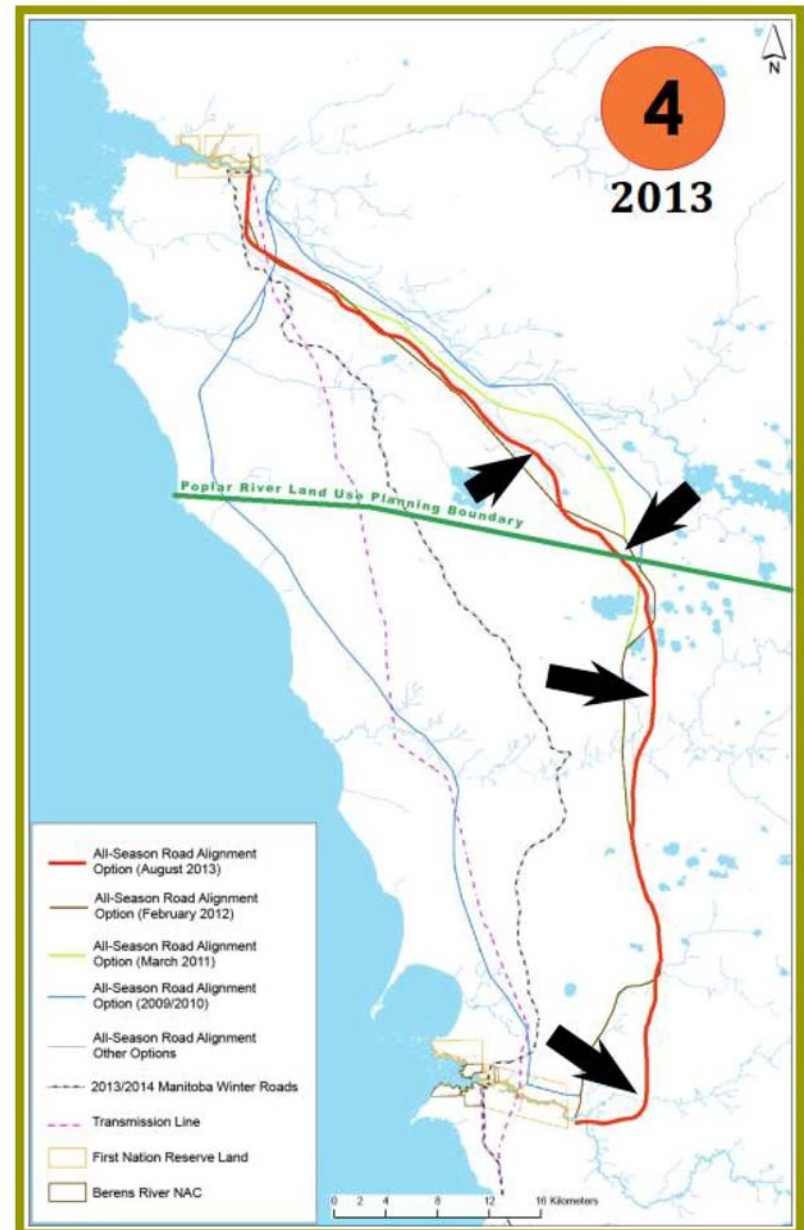 N
4
2013
Poplar River Land Use Planning Boundary
All-Season Road Alignment
Option (August 2013)
All-Season Road Alignment
Option (February 2012)
All-Season Road Alignment
Option (March 2011)
All-Season Road Alignment
Option (2009/2010)
All-Season Road Alignment
Other Options
2013/2014 Manitoba Winter Roads
Transmission Line
First Nation Reserve Land
Berens River NAC
0 2 4 8 12 16 Kilometers